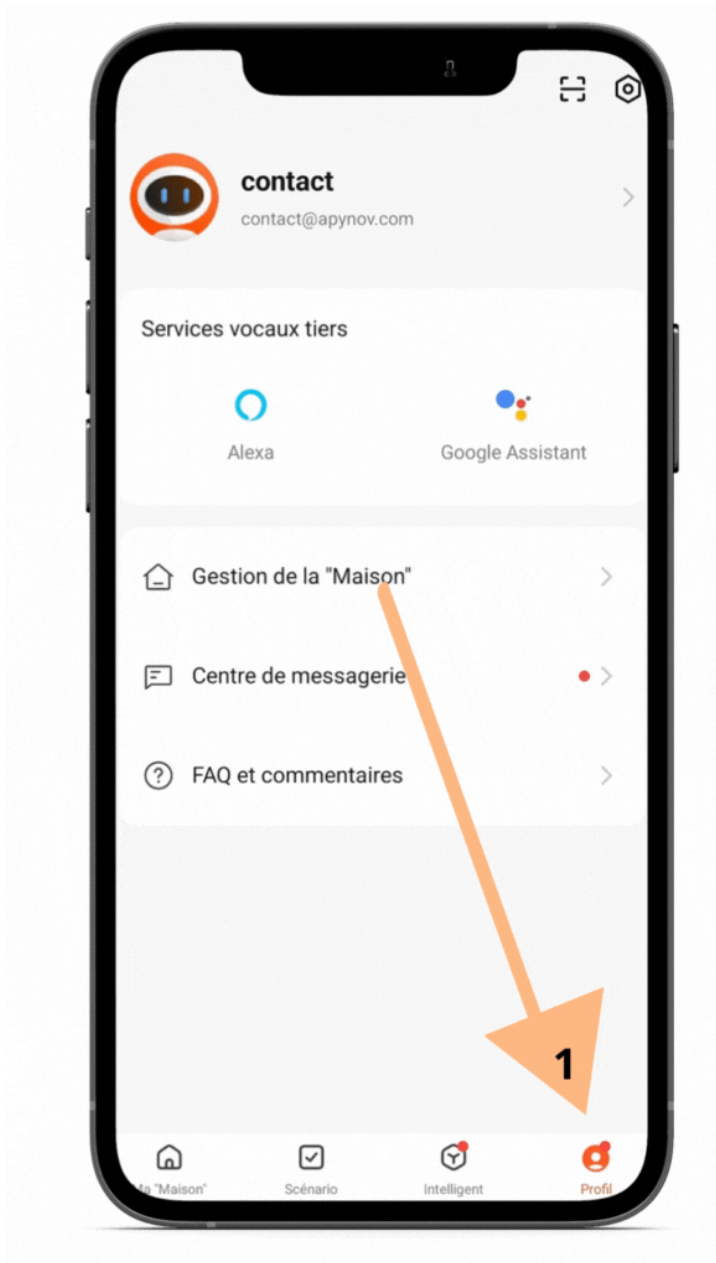 contact
contact@apynov.com
Services vocaux tiers
Alexa
Google Assistant
Gestion de la "Maison"
Centre de messagerie
FAQ et commentaires
1
"Maison"
Scénario
Intelligent
Profil